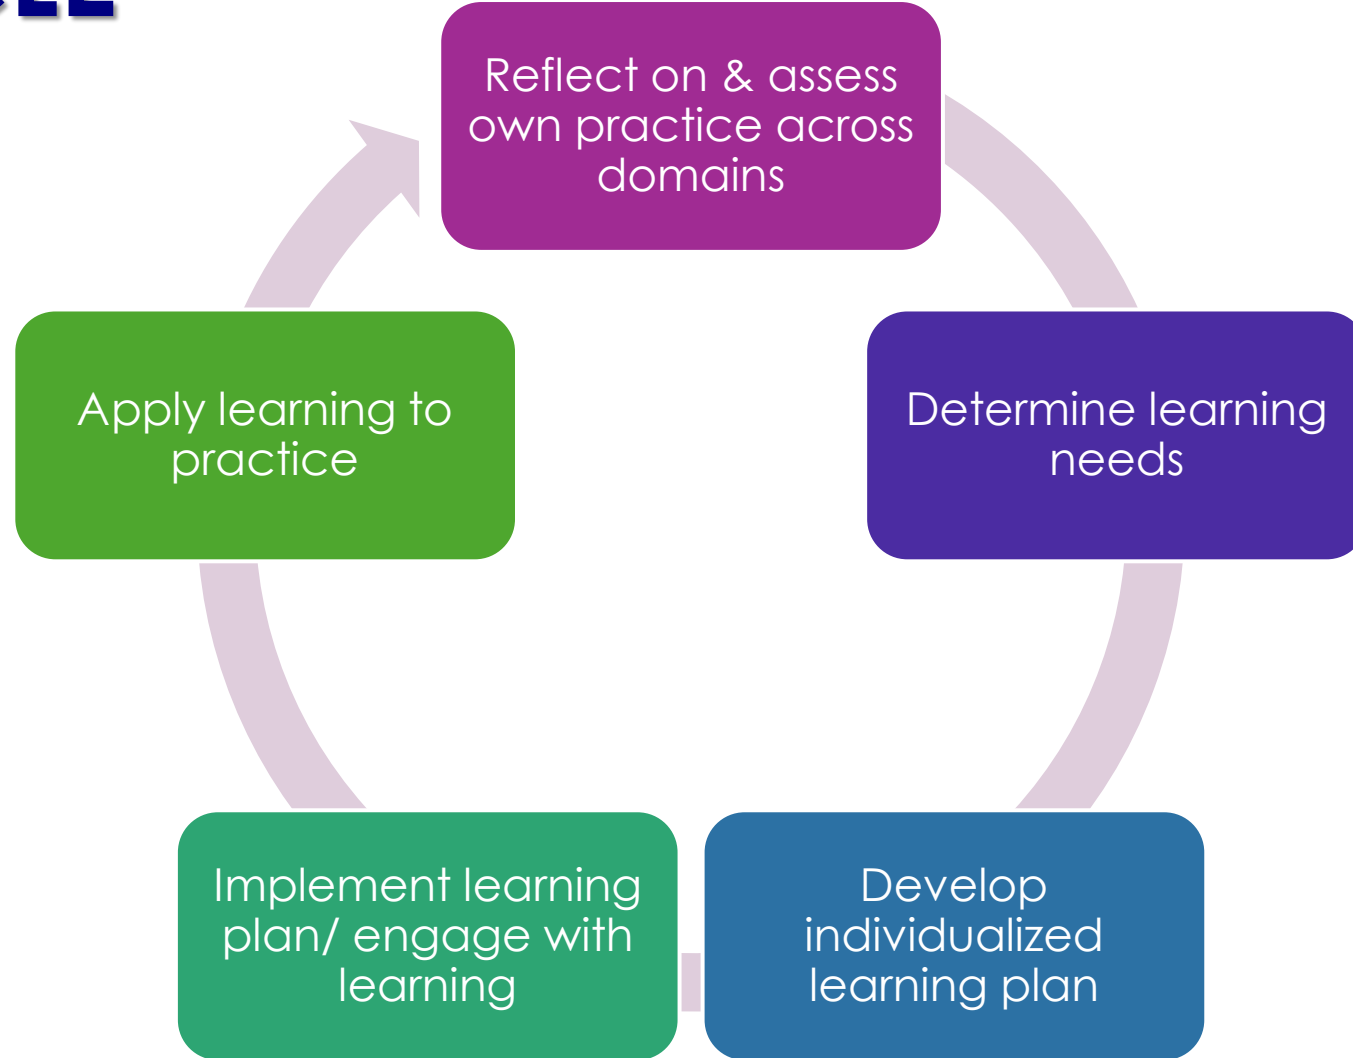 Reflect on & assess
own practice across
domains
Determine learning
needs
Develop
individualized
learning plan
Implement learning
plan/ engage with
learning
Apply learning to
practice